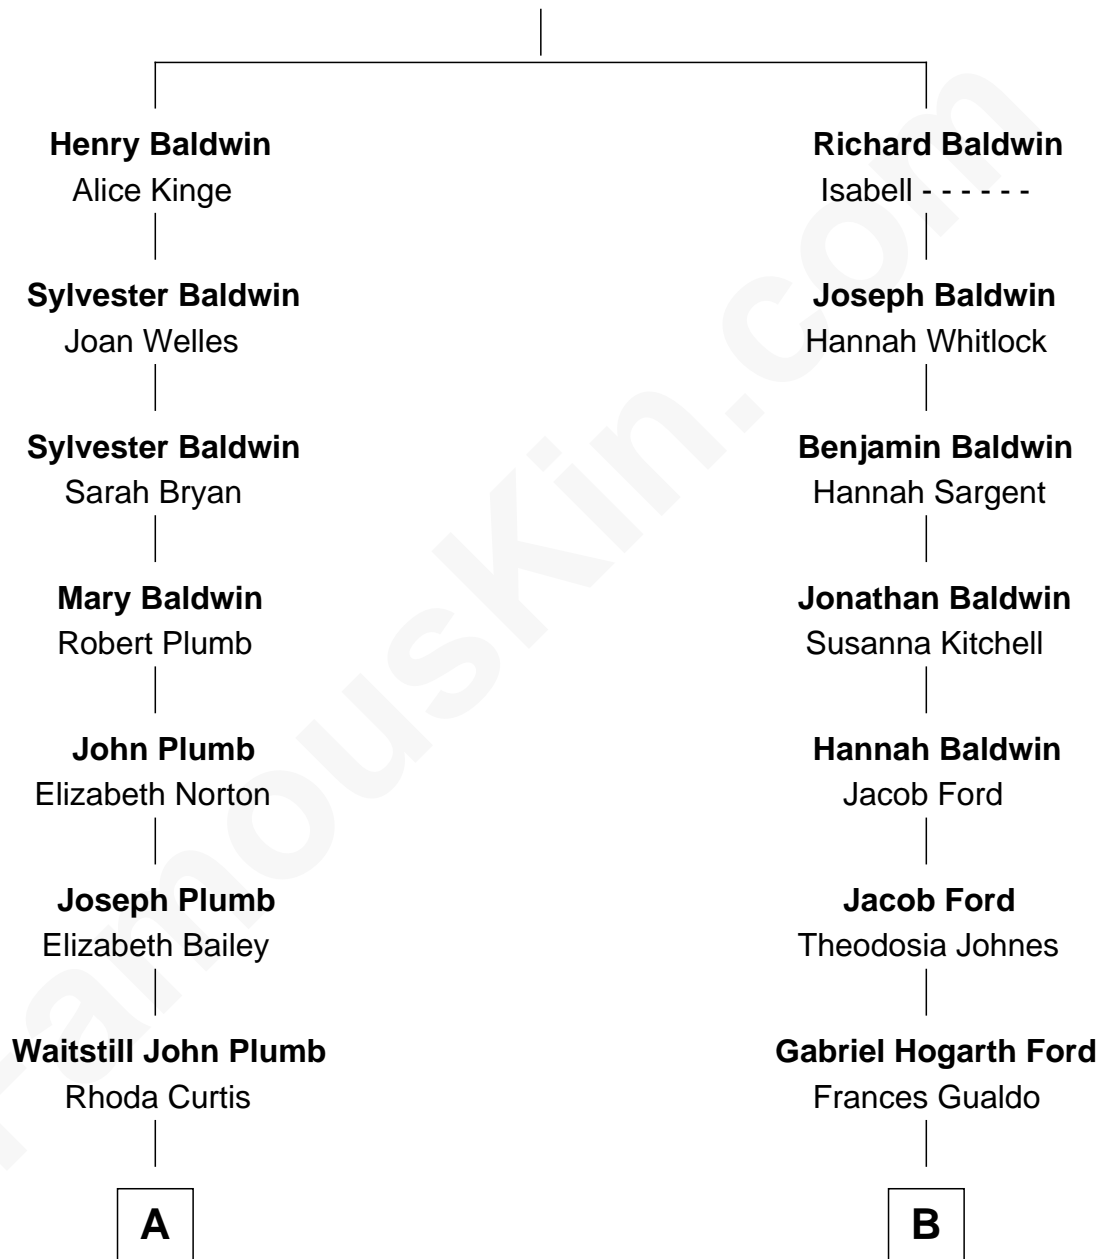 Henry Baldwin
Alice Kinge
Richard Baldwin
Isabell - - - - - -
Sylvester Baldwin
Joan Welles
Joseph Baldwin
Hannah Whitlock
Sylvester Baldwin
Sarah Bryan
Benjamin Baldwin
Hannah Sargent
Mary Baldwin
Robert Plumb
Jonathan Baldwin
Susanna Kitchell
John Plumb
Elizabeth Norton
Hannah Baldwin
Jacob Ford
Joseph Plumb
Elizabeth Bailey
Jacob Ford
Theodosia Johnes
Waitstill John Plumb
Rhoda Curtis
Gabriel Hogarth Ford
Frances Gualdo
A
B
FamousKin.com